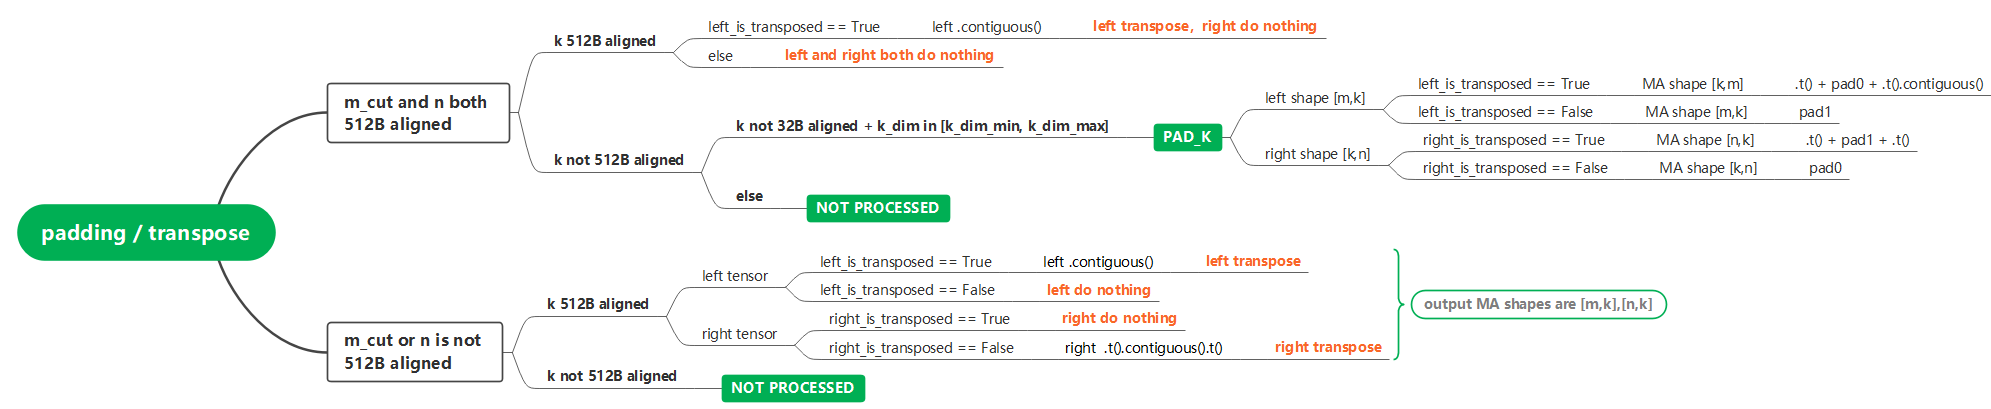 padding / transpose
m_cut and n both
512B aligned
k 512B aligned
left_is_transposed == True
left .contiguous()
left transpose, right do nothing
else
left and right both do nothing
k not 512B aligned
k not 32B aligned + k_dim in [k_dim_min, k_dim_max]
PAD_K
left shape [m,k]
left_is_transposed == True
MA shape [k,m]
.t() + pad0 + .t().contiguous()
left_is_transposed == False
MA shape [m,k]
pad1
right shape [k,n]
right_is_transposed == True
MA shape [n,k]
.t() + pad1 + .t()
right_is_transposed == False
MA shape [k,n]
pad0
else
NOT PROCESSED
m_cut or n is not
512B aligned
k 512B aligned
left tensor
left_is_transposed == True
left .contiguous()
left transpose
left_is_transposed == False
left do nothing
right tensor
right_is_transposed == True
right do nothing
right_is_transposed == False
right .t().contiguous().t()
right transpose
output MA shapes are [m,k],[n,k]
k not 512B aligned
NOT PROCESSED